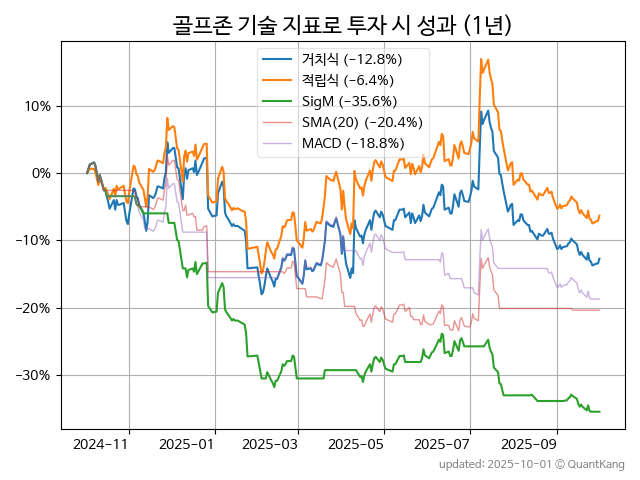 골프존 기술 지표로 투자 시 성과 (1년)
거치식 (−12.8%)
적립식 (−6.4%)
SigM (−35.6%)
SMA(20) (−20.4%)
MACD (−18.8%)
10%
0%
−10%
−20%
−30%
2024-11 2025-01 2025-03 2025-05 2025-07 2025-09
updated: 2025-10-01 © QuantKang